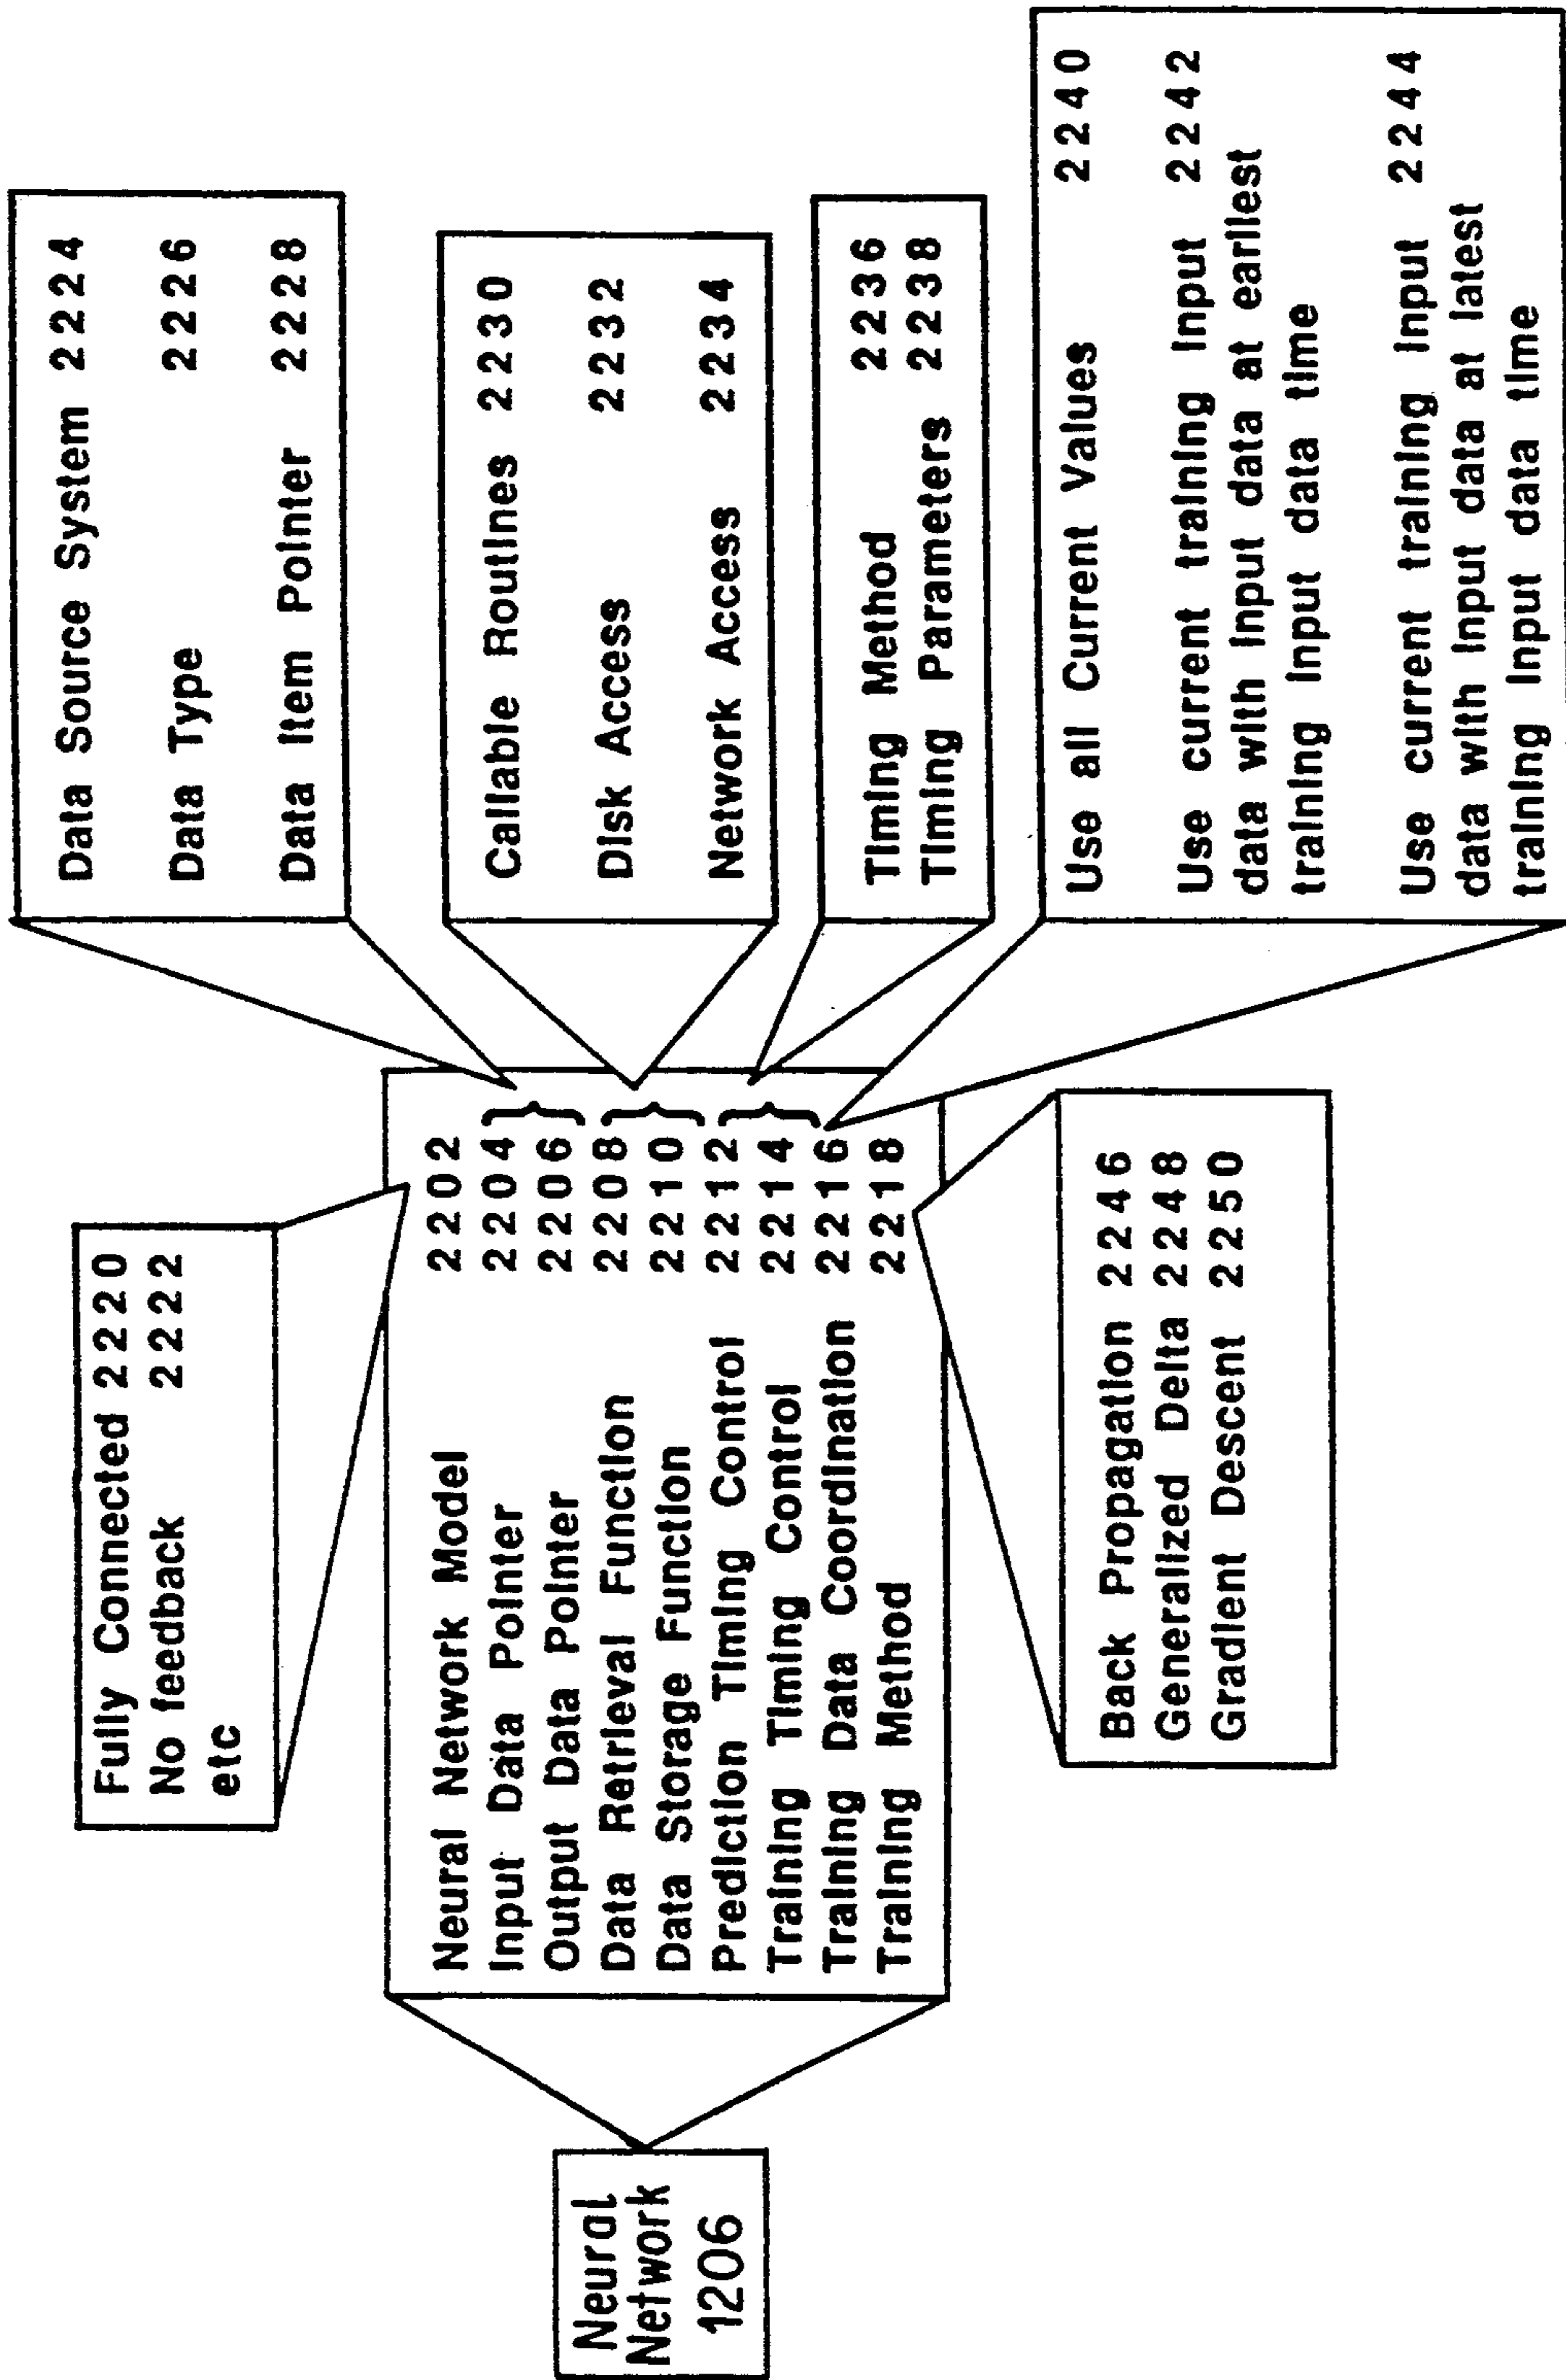 Neural
Network
1206
Fully Connected 2220
No feedback 2222
etc
Neural Network Model 2202
Input Data Pointer 2204
Output Data Pointer 2206
Data Retrieval Function 2208
Data Storage Function 2210
Prediction Timing Control 2212
Training Timing Control 2214
Training Data Coordination 2216
Training Method 2218
Back Propagation 2246
Generalized Delta 2248
Gradient Descent 2250
Data Source System 2224
Data Type 2226
Data Item Pointer 2228
Callable Routines 2230
Disk Access 2232
Network Access 2234
Timing Method 2236
Timing Parameters 2238
Use all Current Values 2240
Use current training Input 2242
data with Input data at earliest
training Input data time
Use current training Input 2244
data with Input data at latest
training Input data time